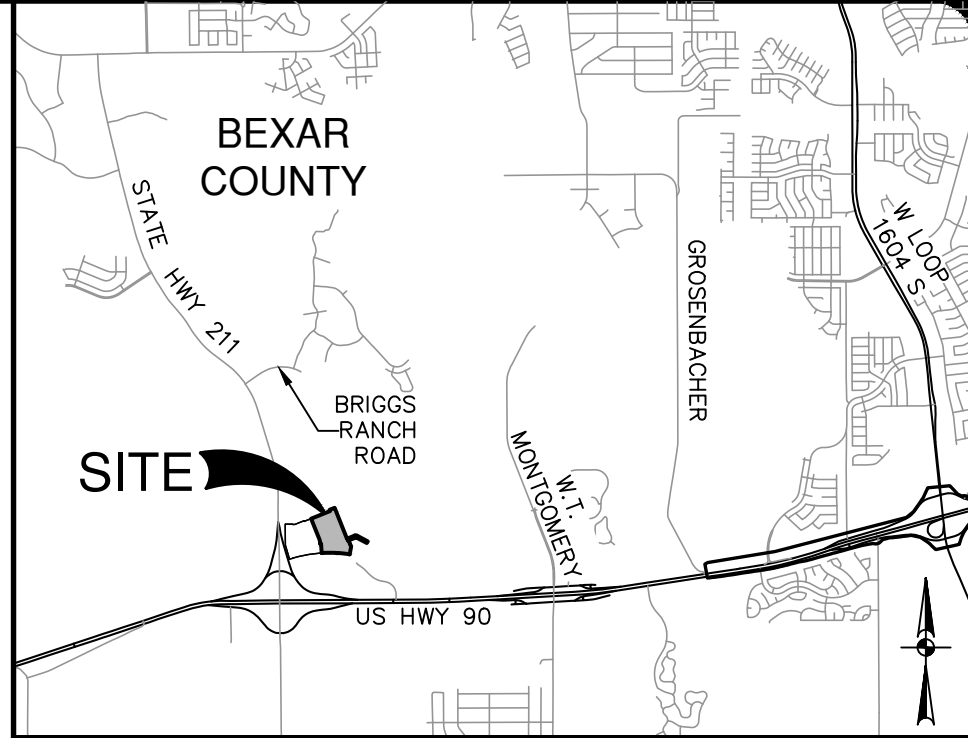 BEXAR
COUNTY
STATE HWY 211
W LOOP
1604 S
GROSENBACHER
BRIGGS
RANCH
ROAD
SITE
W.T.
MONTGOMERY
US HWY 90